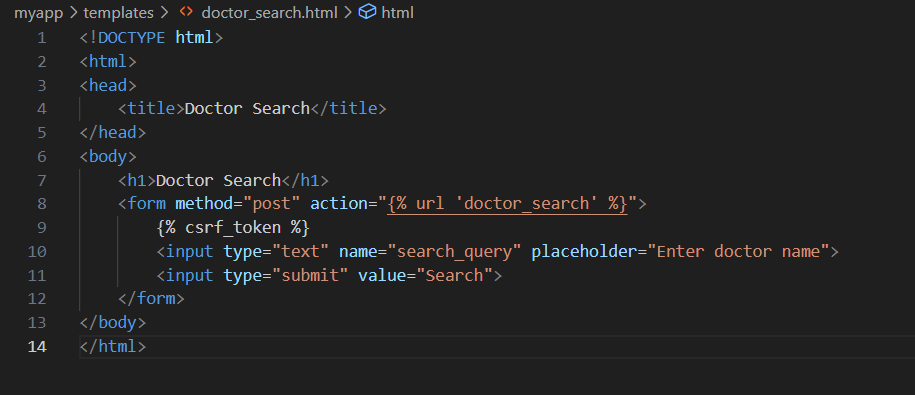 myapp > templates > <> doctor_search.html > html
1 <!DOCTYPE html>
2 <html>
3 <head>
4     <title>Doctor Search</title>
5 </head>
6 <body>
7     <h1>Doctor Search</h1>
8     <form method="post" action="{% url 'doctor_search' %}">
9         {% csrf_token %}
10         <input type="text" name="search_query" placeholder="Enter doctor name">
11         <input type="submit" value="Search">
12     </form>
13 </body>
14 </html>